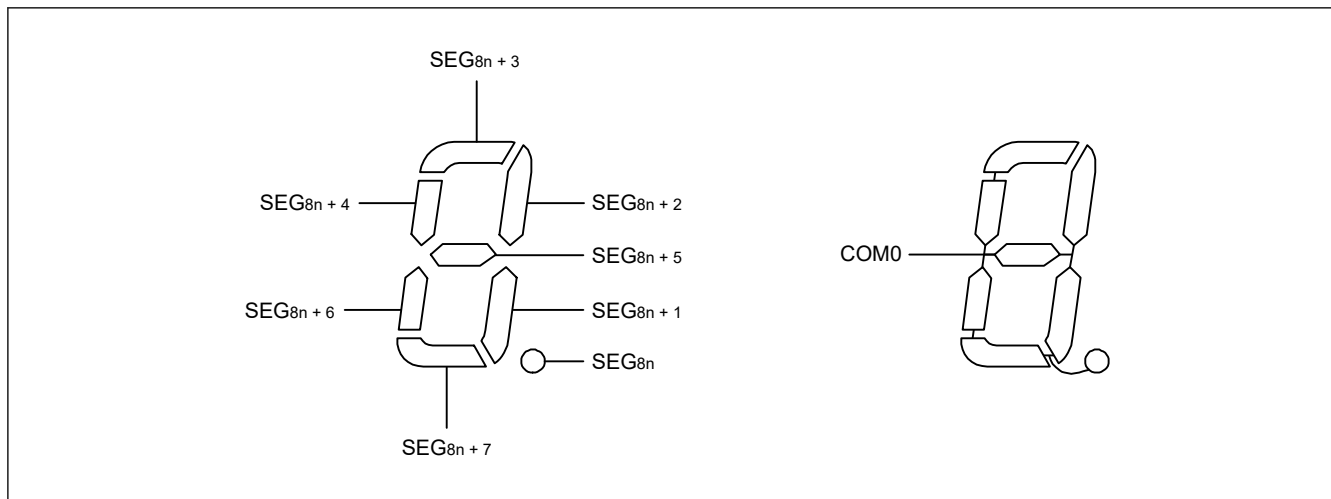 SEG8n + 3
SEG8n + 4
SEG8n + 2
SEG8n + 5
COM0
SEG8n + 6
SEG8n + 1
SEG8n
SEG8n + 7